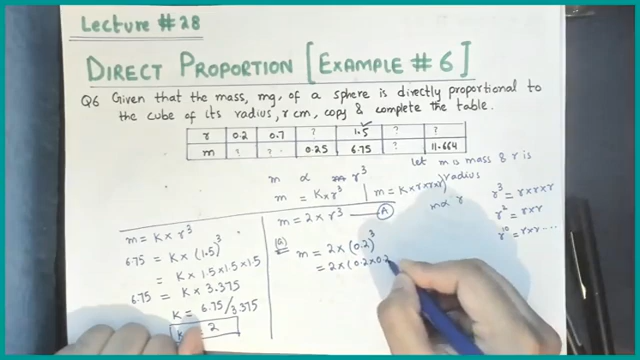 Lecture #28
DIRECT PROPORTION [EXAMPLE #6]
Q6 Given that the mass, mg, of a sphere is directly proportional to
the cube of its radius, r cm, copy & complete the table.
r 0.2 0.7 ? 1.5 ? ?
m ? ? 0.25 6.75 ? 11.664
let m is mass & r is
radius
m ∝ r³
m = K × r³ | m = K × r × r × r
m = 2 × r³ — (A)
m ∝ r
r³ = r × r × r
r² = r × r
r¹⁰ = r × r ...
m = K × r³
6.75 = K × (1.5)³
= K × 1.5 × 1.5 × 1.5
6.75 = K × 3.375
K = 6.75/3.375
K = 2
(a) m = 2 × (0.2)³
= 2 × (0.2 × 0.2